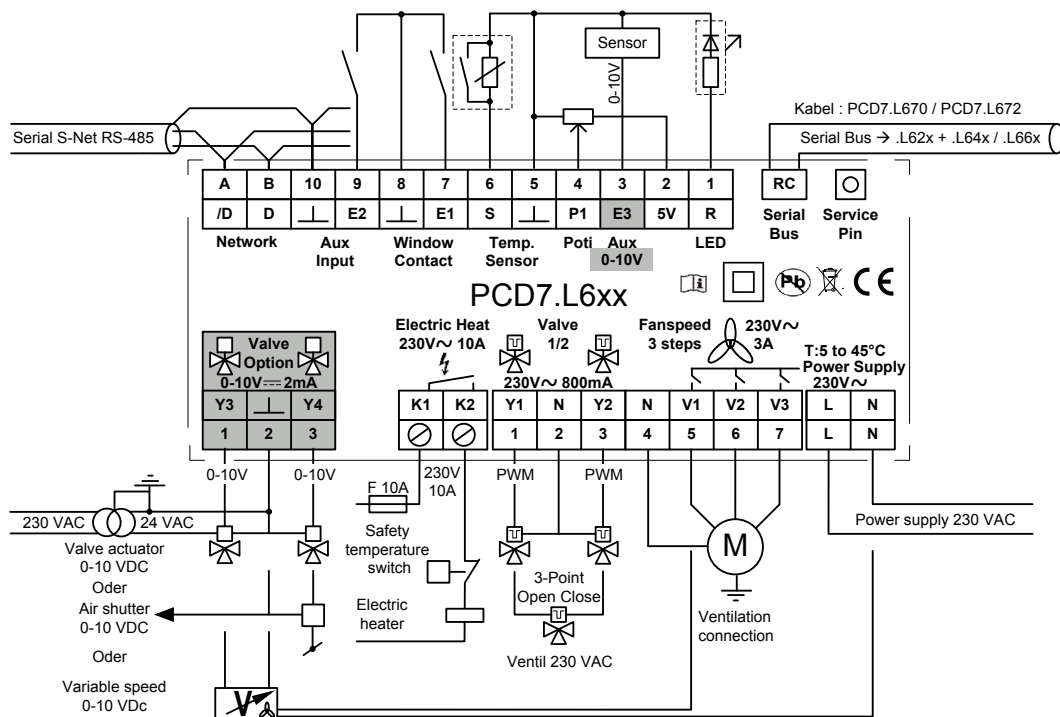 Sensor
0-10V
Kabel : PCD7.L670 / PCD7.L672
Serial S-Net RS-485
Serial Bus → .L62x + .L64x / .L66x
A B 10 9 8 7 6 5 4 3 2 1 RC
/D D ⊥ E2 ⊥ E1 S ⊥ P1 E3 5V R
Serial Bus
Service Pin
Network
Aux Input
Window Contact
Temp. Sensor
Poti
Aux
0-10V
LED
PCD7.L6xx
i
Pb
CE
Valve
Option
0-10V⎓2mA
Electric Heat
230V~ 10A
Valve
1/2
230V~ 800mA
Fanspeed
3 steps
230V~
3A
T:5 to 45°C
Power Supply
230V~
Y3 ⊥ Y4
1 2 3
K1 K2
Y1 N Y2 N V1 V2 V3
1 2 3 4 5 6 7
L N
L N
0-10V
0-10V
230V
10A
PWM
PWM
F 10A
230 VAC
24 VAC
Safety
temperature
switch
Power supply 230 VAC
M
Valve actuator
0-10 VDC
Oder
Air shutter
0-10 VDC
Oder
Variable speed
0-10 VDc
V
Electric
heater
3-Point
Open Close
Ventil 230 VAC
Ventilation
connection